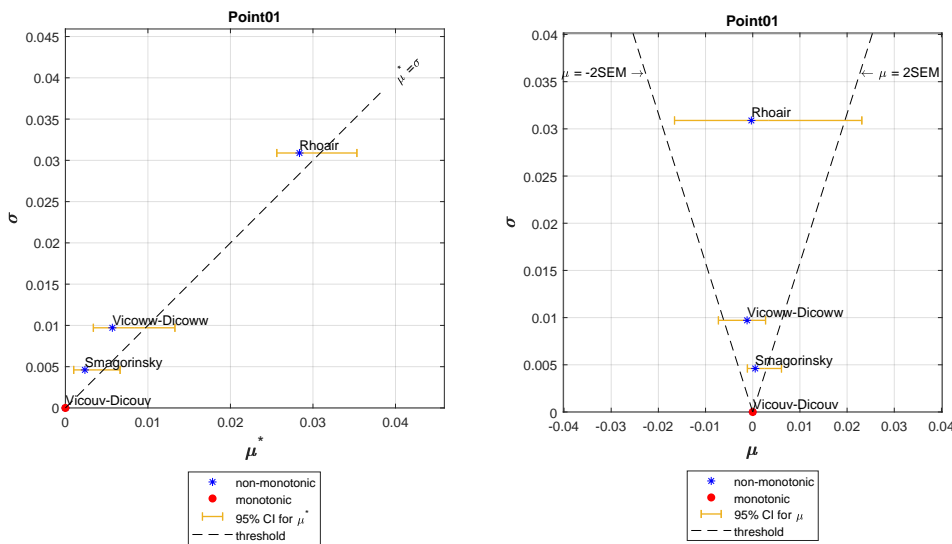 Point01
0.045
0.04
0.035
0.03
0.025
0.02
0.015
0.01
0.005
0
σ
μ* = σ
Rhoair
Vicoww-Dicoww
Smagorinsky
Vicouv-Dicouv
0 0.01 0.02 0.03 0.04
μ*
non-monotonic
monotonic
95% CI for μ*
threshold
Point01
0.04
0.035
0.03
0.025
0.02
0.015
0.01
0.005
0
σ
μ = -2SEM →
← μ = 2SEM
Rhoair
Vicoww-Dicoww
Smagorinsky
Vicouv-Dicouv
-0.04 -0.03 -0.02 -0.01 0 0.01 0.02 0.03 0.04
μ
non-monotonic
monotonic
95% CI for μ
threshold